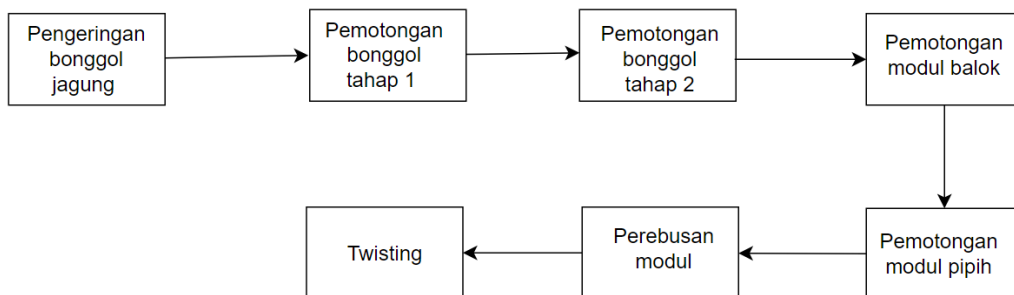 Pengeringan
bonggol
jagung
Pemotongan
bonggol
tahap 1
Pemotongan
bonggol
tahap 2
Pemotongan
modul balok
Pemotongan
modul pipih
Perebusan
modul
Twisting